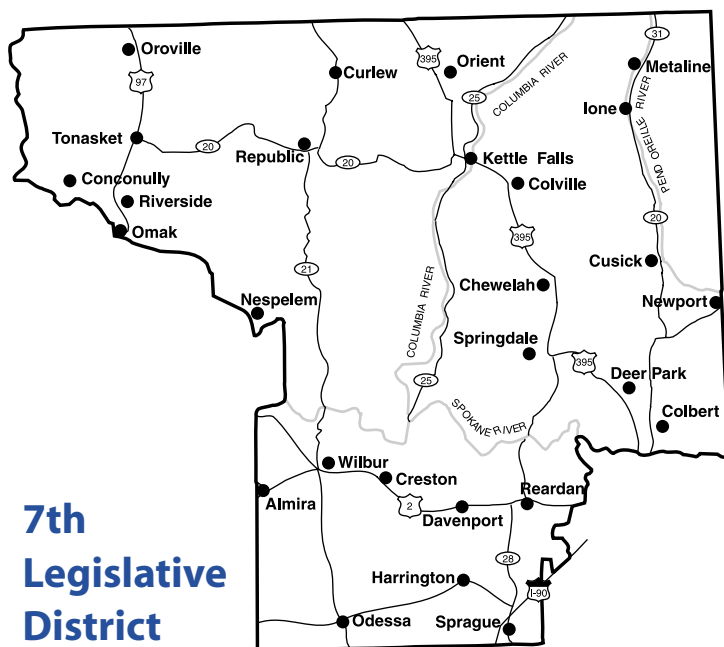 31
Oroville
395
Orient
Metaline
Curlew
97
25
COLUMBIA RIVER
Ione
Tonasket
20
Republic
20
Kettle Falls
PEND OREILLE RIVER
Conconully
Colville
Riverside
20
Omak
395
21
Cusick
Nespelem
COLUMBIA RIVER
Chewelah
Newport
Springdale
395
25
Deer Park
SPOKANE RIVER
Colbert
Wilbur
Creston
Almira
2
Reardan
Davenport
7th
Legislative
District
28
Harrington
I-90
Odessa
Sprague